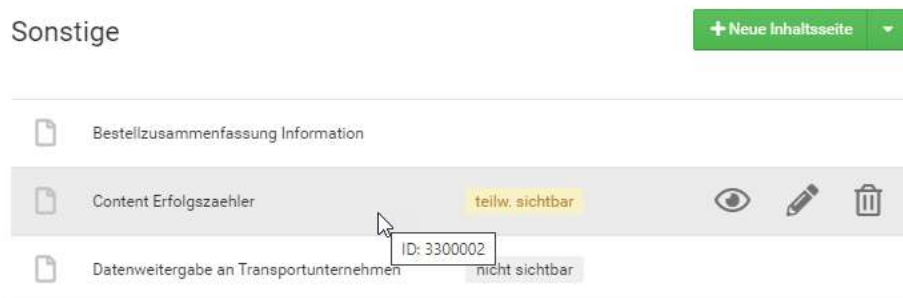 Sonstige
Neue Inhaltsseite
Bestellzusammenfassung Information
Content Erfolgszaehler teilw. sichtbar
ID: 3300002
Datenweitergabe an Transportunternehmen nicht sichtbar